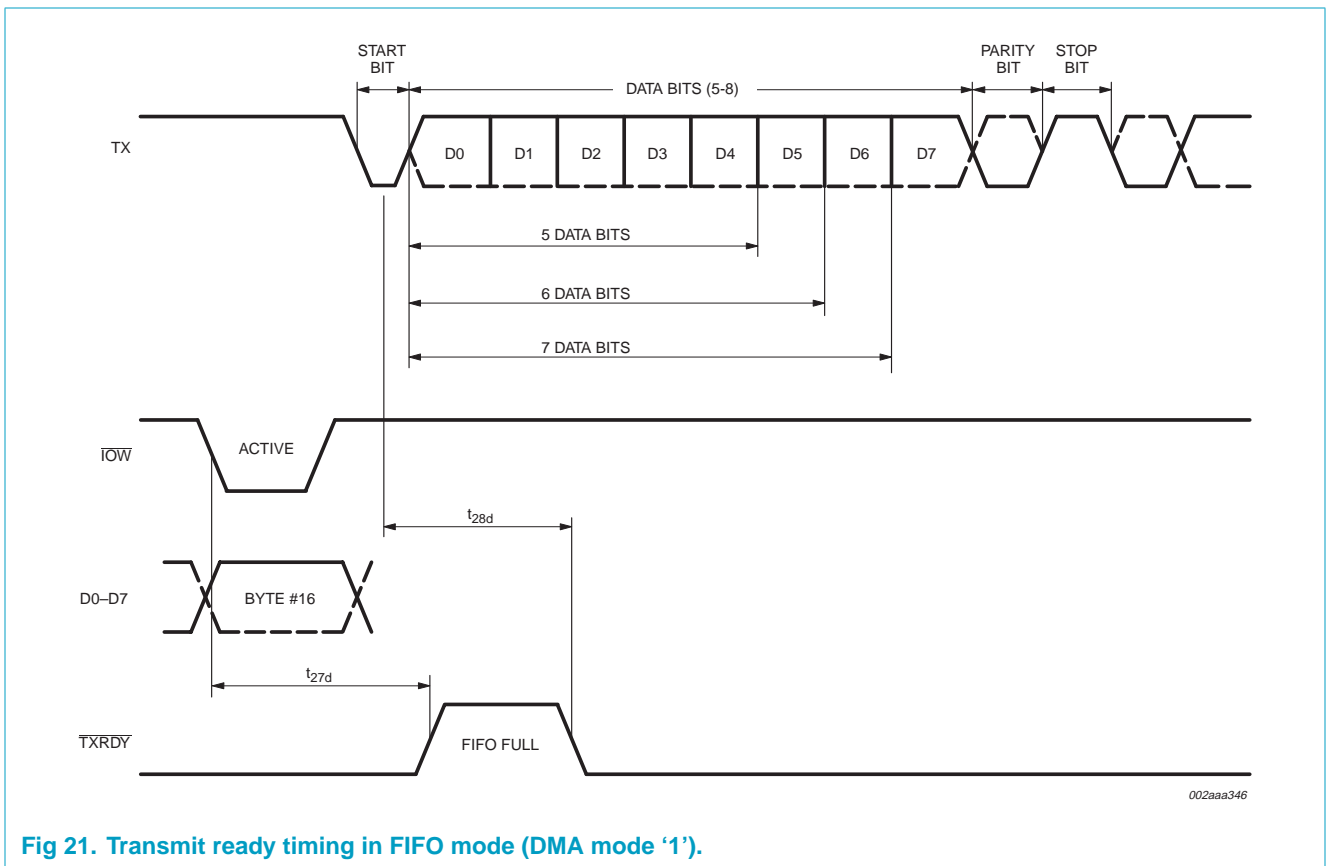 START
BIT
PARITY
BIT
STOP
BIT
DATA BITS (5-8)
TX
D0 D1 D2 D3 D4 D5 D6 D7
5 DATA BITS
6 DATA BITS
7 DATA BITS
IOW
ACTIVE
t28d
D0–D7
BYTE #16
t27d
TXRDY
FIFO FULL
002aaa346
Fig 21. Transmit ready timing in FIFO mode (DMA mode ‘1’).